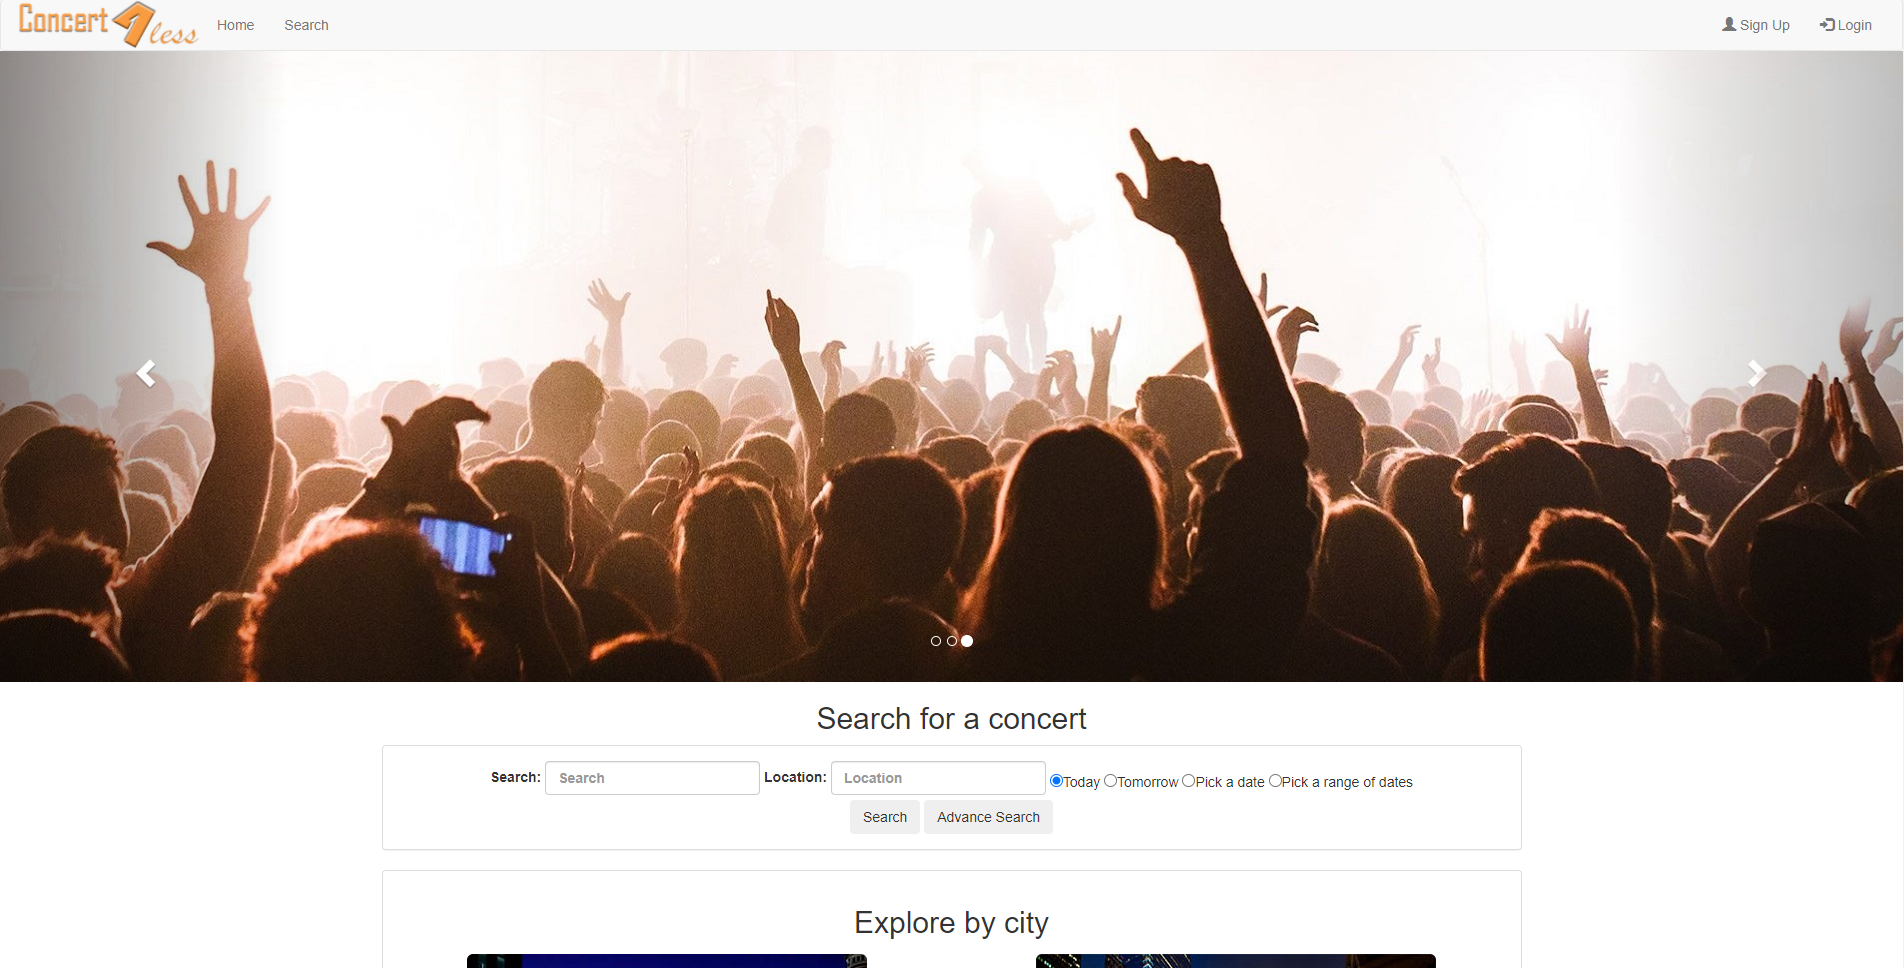 Concert 1less Home Search Sign Up Login
Search for a concert
Search: Search Location: Location Today Tomorrow Pick a date Pick a range of dates
Search Advance Search
Explore by city